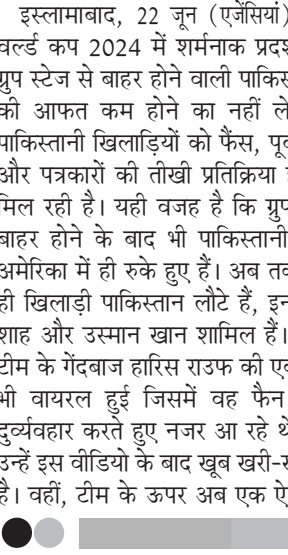 इस्लामाबाद, 22 जून (एजेंसियां)
वर्ल्ड कप 2024 में शर्मनाक प्रदश
ग्रुप स्टेज से बाहर होने वाली पाकिस
की आफत कम होने का नहीं ले
पाकिस्तानी खिलाड़ियों को फैंस, पूर्व
और पत्रकारों की तीखी प्रतिक्रिया
मिल रही है। यही वजह है कि ग्रुप
बाहर होने के बाद भी पाकिस्तानी
अमेरिका में ही रुके हुए हैं। अब तक
ही खिलाड़ी पाकिस्तान लौटे हैं, इन
शाह और उस्मान खान शामिल हैं।
टीम के गेंदबाज हारिस राउफ की एक
भी वायरल हुई जिसमें वह फैन
दुर्व्यवहार करते हुए नजर आ रहे थे
उन्हें इस वीडियो के बाद खूब खरी-
है। वहीं, टीम के ऊपर अब एक ऐ